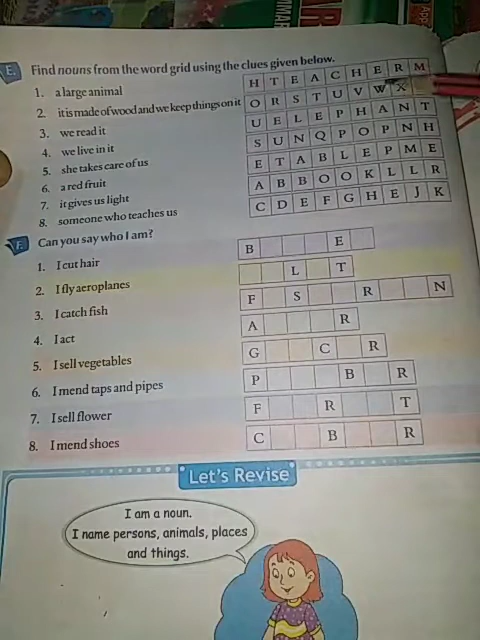 E. Find nouns from the word grid using the clues given below.
1. a large animal
2. it is made of wood and we keep things on it
3. we read it
4. we live in it
5. she takes care of us
6. a red fruit
7. it gives us light
8. someone who teaches us
H T E A C H E R M
O R S T U V W X
U E L E P H A N T
S U N Q P O P N H
E T A B L E P M E
A B B O O K L L R
C D E F G H E J K
F. Can you say who I am?
1. I cut hair
B E
2. I fly aeroplanes
L T
3. I catch fish
F S R N
4. I act
A R
5. I sell vegetables
G C R
6. I mend taps and pipes
P B R
7. I sell flower
F R T
8. I mend shoes
C B R
Let's Revise
I am a noun.
I name persons, animals, places
and things.